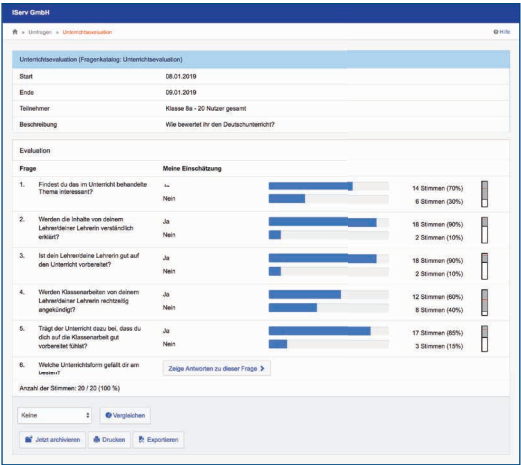 IServ GmbH
» Umfragen » Unterrichtsevaluation
Hilfe
Unterrichtsevaluation (Fragenkatalog: Unterrichtsevaluation)
Start 08.01.2019
Ende 09.01.2019
Teilnehmer Klasse 8a - 20 Nutzer gesamt
Beschreibung Wie bewertet ihr den Deutschunterricht?
Evaluation
Frage Meine Einschätzung
1. Findest du das im Unterricht behandelte
Thema interessant?
14 Stimmen (70%)
Nein 6 Stimmen (30%)
2. Werden die Inhalte von deinem
Lehrer/deiner Lehrerin verständlich
erklärt?
Ja 18 Stimmen (90%)
Nein 2 Stimmen (10%)
3. Ist dein Lehrer/deine Lehrerin gut auf
den Unterricht vorbereitet?
Ja 18 Stimmen (90%)
Nein 2 Stimmen (10%)
4. Werden Klassenarbeiten von deinem
Lehrer/deiner Lehrerin rechtzeitig
angekündigt?
Ja 12 Stimmen (60%)
Nein 8 Stimmen (40%)
5. Trägt der Unterricht dazu bei, dass du
dich auf die Klassenarbeit gut
vorbereitet fühlst?
Ja 17 Stimmen (85%)
Nein 3 Stimmen (15%)
6. Welche Unterrichtsform gefällt dir am
besten?
Zeige Antworten zu dieser Frage
Anzahl der Stimmen: 20 / 20 (100 %)
Keine Vergleichen
Jetzt archivieren Drucken Exportieren